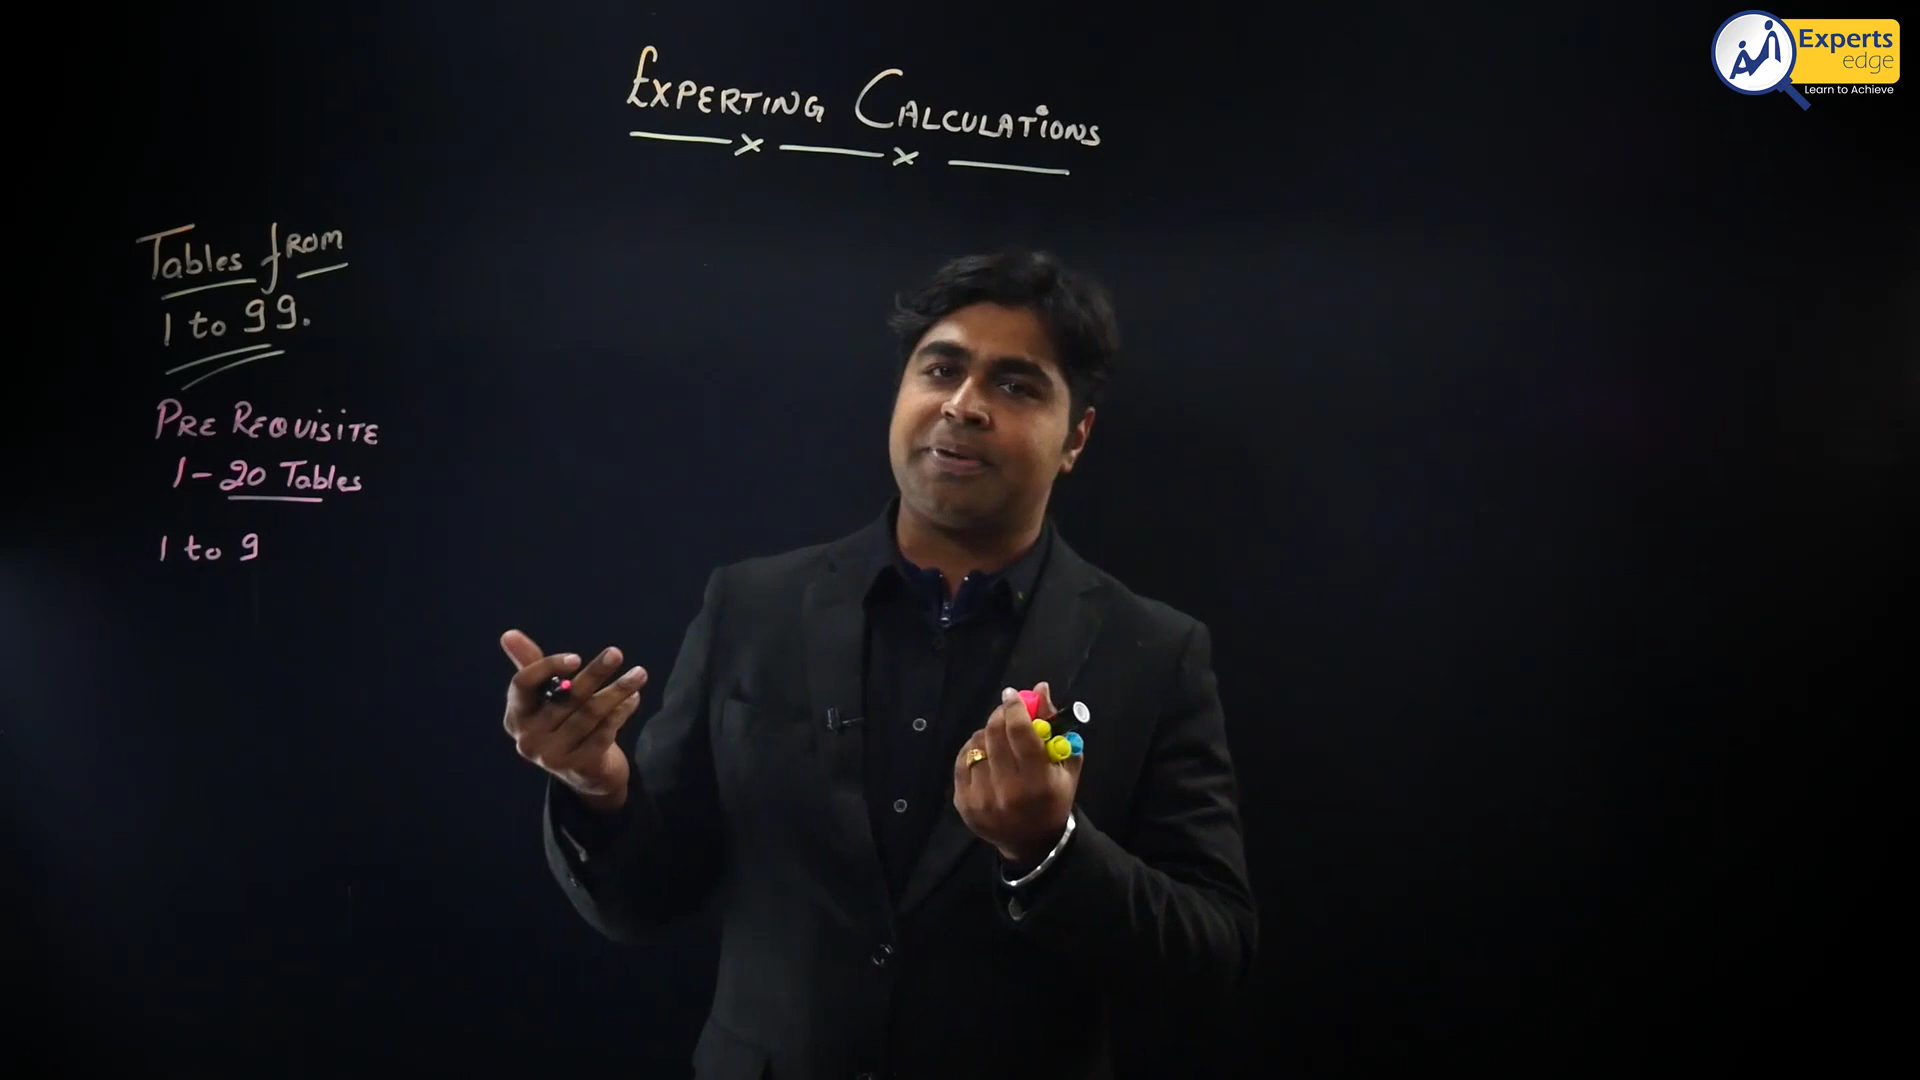 EXPERTING CALCULATIONS
Tables from
1 to 99.
PRE REQUISITE
1-20 Tables
1 to 9
Experts
edge
Learn to Achieve